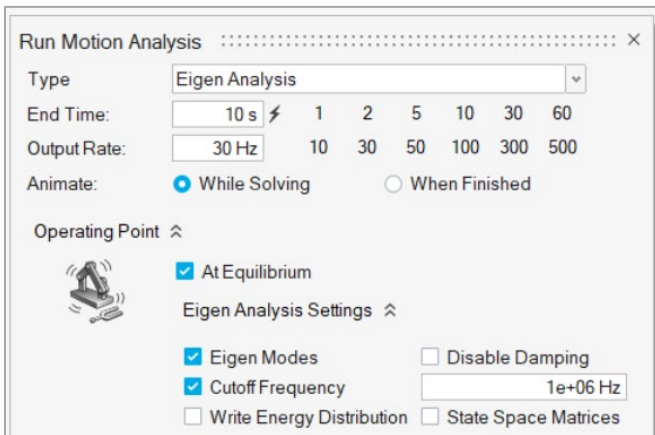 Run Motion Analysis
Type Eigen Analysis
End Time: 10 s 1 2 5 10 30 60
Output Rate: 30 Hz 10 30 50 100 300 500
Animate: While Solving When Finished
Operating Point
At Equilibrium
Eigen Analysis Settings
Eigen Modes Disable Damping
Cutoff Frequency 1e+06 Hz
Write Energy Distribution State Space Matrices